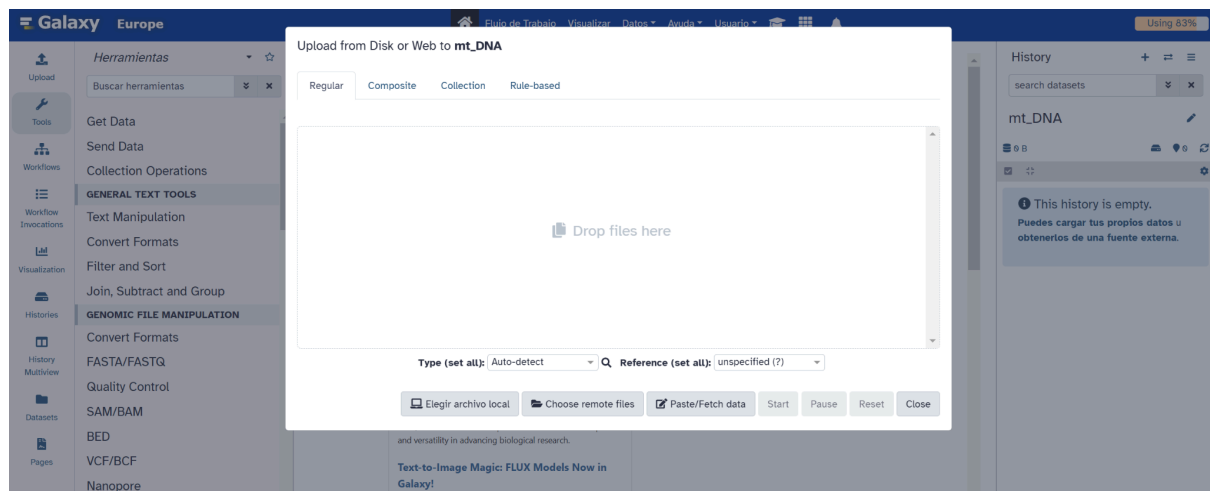 Galaxy Europe
Flujo de Trabajo Visualizar Datos Ayuda Usuario
Using 83%
Upload
Tools
Workflows
Workflow
Invocations
Visualization
Histories
History
Multiview
Datasets
Pages
Herramientas
Buscar herramientas
Get Data
Send Data
Collection Operations
GENERAL TEXT TOOLS
Text Manipulation
Convert Formats
Filter and Sort
Join, Subtract and Group
GENOMIC FILE MANIPULATION
Convert Formats
FASTA/FASTQ
Quality Control
SAM/BAM
BED
VCF/BCF
Nanopore
Upload from Disk or Web to mt_DNA
Regular Composite Collection Rule-based
Drop files here
Type (set all): Auto-detect Reference (set all): unspecified (?)
Elegir archivo local Choose remote files Paste/Fetch data Start Pause Reset Close
and versatility in advancing biological research.
Text-to-Image Magic: FLUX Models Now in
Galaxy!
History
search datasets
mt_DNA
0 B 0
This history is empty.
Puedes cargar tus propios datos u
obtenerlos de una fuente externa.